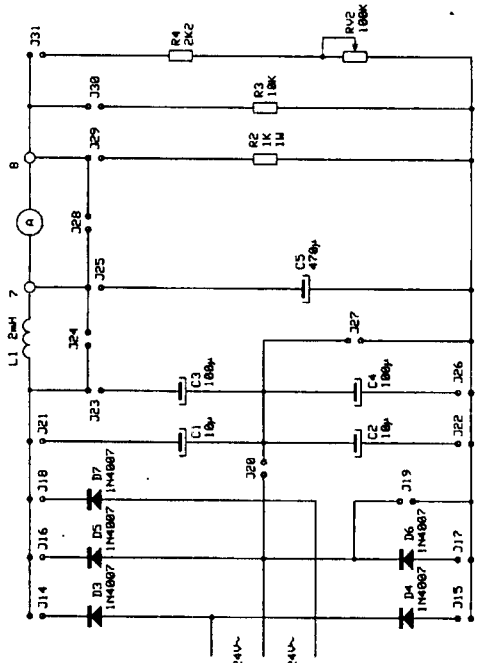 J31
R4
2K2
RV2
100K
J30
R3
10K
8
J29
R2
1K
1W
A
J28
7
J25
C5
470µ
L1 2mH
J24
J27
J23
C3
100µ
C4
100µ
J26
J21
C1
10µ
C2
10µ
J22
J20
J18
D7
1N4007
J19
J16
D5
1N4007
D6
1N4007
J17
J14
D3
1N4007
D4
1N4007
J15
24V~
24V~